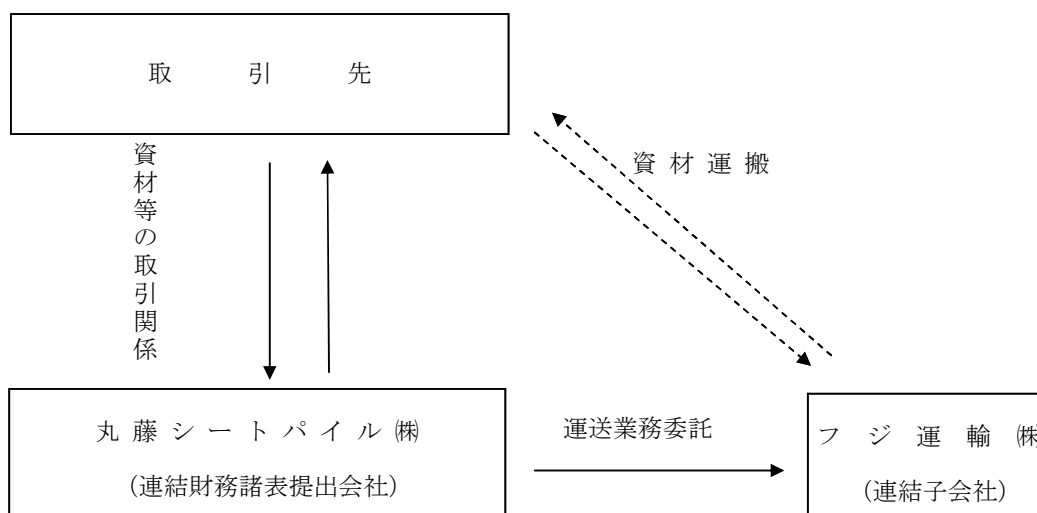 取引先
資材等の取引関係
資材運搬
丸藤シートパイル㈱
(連結財務諸表提出会社)
運送業務委託
フジ運輸㈱
(連結子会社)